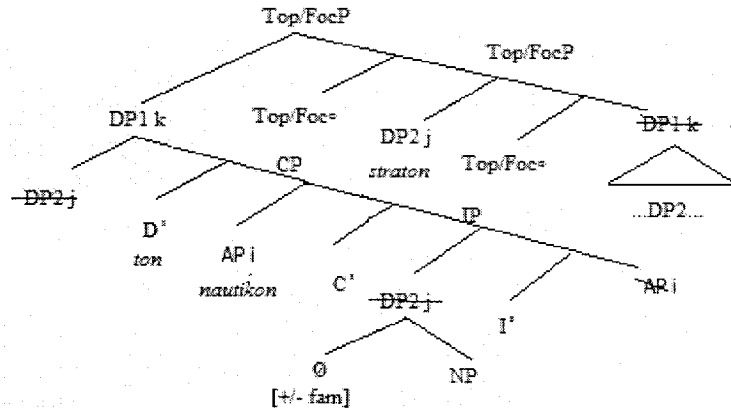 Top/FocP
Top/FocP
DP1 k
Top/Foc°
DP2 j
DP1 k
straton
Top/Foc°
CP
DP2 j
...DP2...
D°
IP
ton
AP i
nautikon
C°
DP2 j
AP i
I°
Ø
NP
[+/- fam]